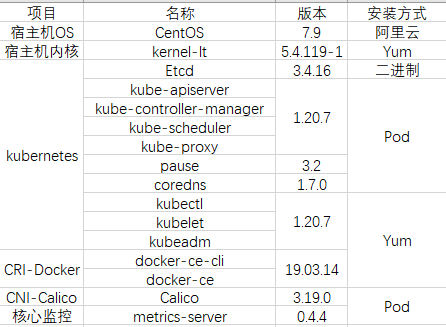 项目 名称 版本 安装方式
宿主机OS CentOS 7.9 阿里云
宿主机内核 kernel-lt 5.4.119-1 Yum
kubernetes Etcd 3.4.16 二进制
kube-apiserver
kube-controller-manager
kube-scheduler
kube-proxy
1.20.7
Pod
pause 3.2
coredns 1.7.0
kubectl
kubelet
kubeadm
1.20.7
Yum
CRI-Docker docker-ce-cli
docker-ce
19.03.14
CNI-Calico Calico 3.19.0 Pod
核心监控 metrics-server 0.4.4